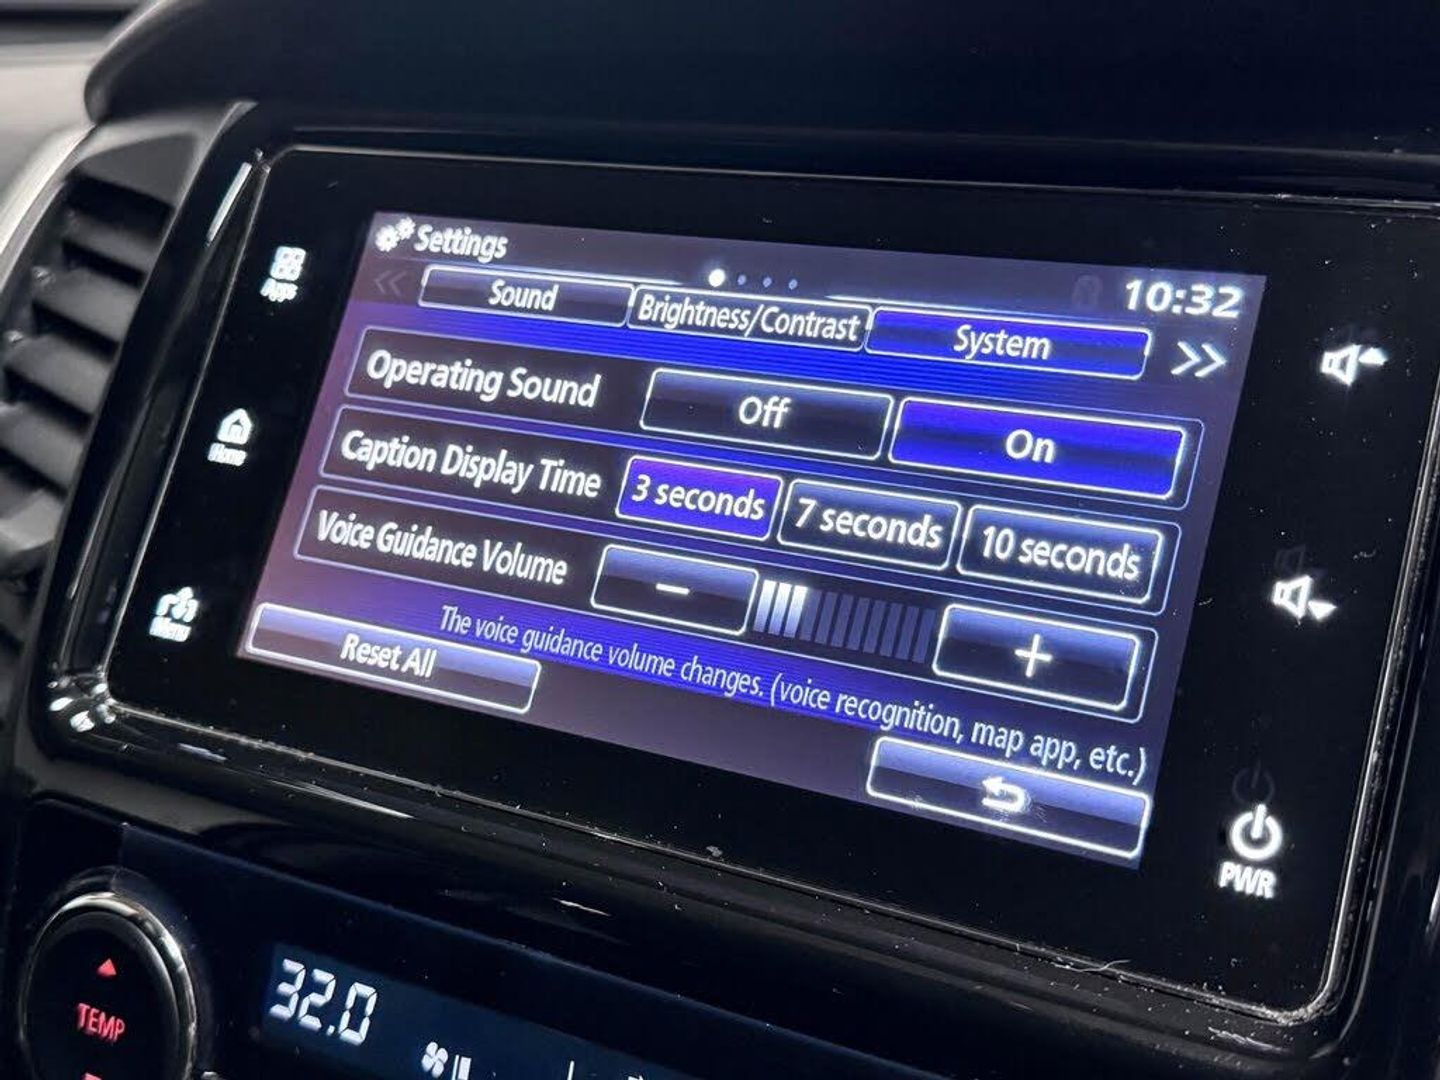 Settings
10:32
Sound
Brightness/Contrast
System
Operating Sound
Off
On
Caption Display Time
3 seconds
7 seconds
10 seconds
Voice Guidance Volume
The voice guidance volume changes. (voice recognition, map app, etc.)
Reset All
Apps
Home
Menu
PWR
TEMP
32.0